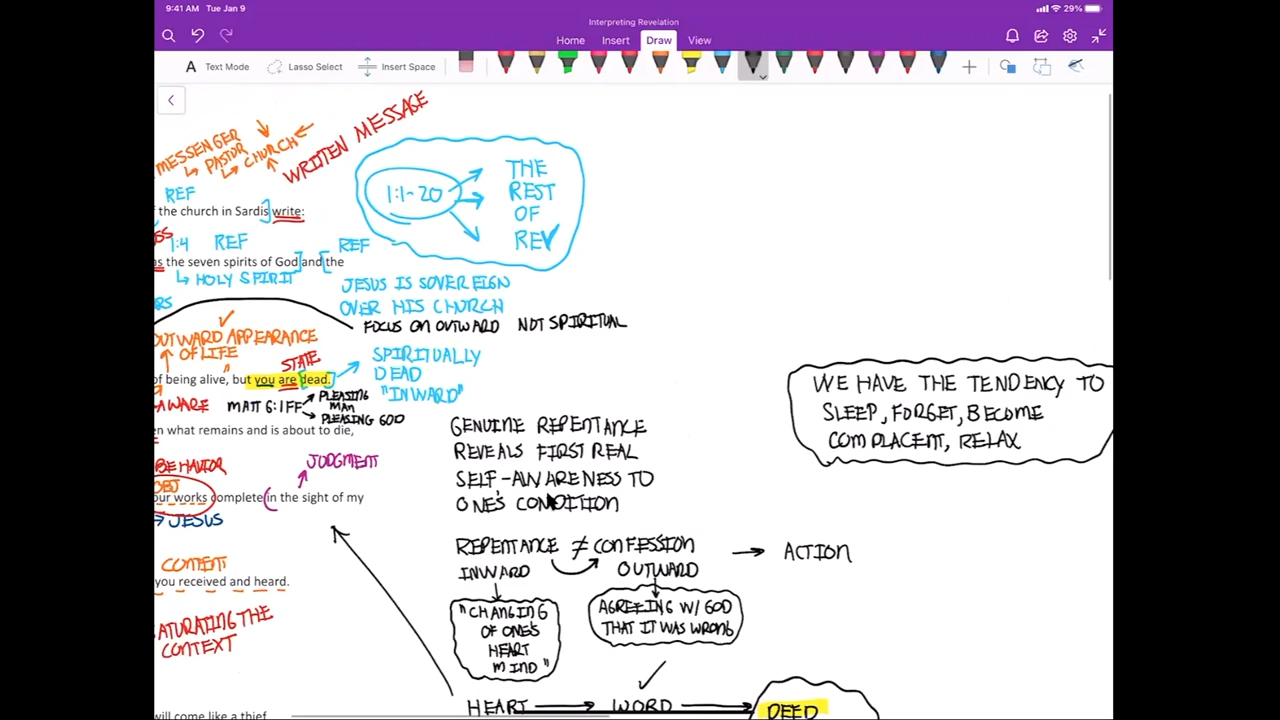 9:41 AM Tue Jan 9
29%
Interpreting Revelation
Home Insert Draw View
A Text Mode Lasso Select Insert Space
MESSENGER
PASTOR
CHURCH
WRITTEN MESSAGE
REF
f the church in Sardis write:
1:1-20
THE
REST
OF
REV
1:4 REF REF
as the seven spirits of God and the
HOLY SPIRIT
JESUS IS SOVEREIGN
OVER HIS CHURCH
FOCUS ON OUTWARD NOT SPIRITUAL
OUTWARD APPEARANCE
OF LIFE
STATE
of being alive, but you are dead.
SPIRITUALLY
DEAD
"INWARD"
AWARE MATT 6:1FF
PLEASING
MAN
PLEASING GOD
en what remains and is about to die,
BEHAVIOR
JUDGMENT
OBJ
our works complete in the sight of my
JESUS
CONTENT
you received and heard.
SATURATING THE
CONTEXT
will come like a thief
GENUINE REPENTANCE
REVEALS FIRST REAL
SELF-AWARENESS TO
ONE'S CONDITION
REPENTANCE ≠ CONFESSION → ACTION
INWARD OUTWARD
"CHANGING
OF ONE'S
HEART
MIND"
AGREEING W/ GOD
THAT IT WAS WRONG
HEART → WORD → DEED
WE HAVE THE TENDENCY TO
SLEEP, FORGET, BECOME
COMPLACENT, RELAX